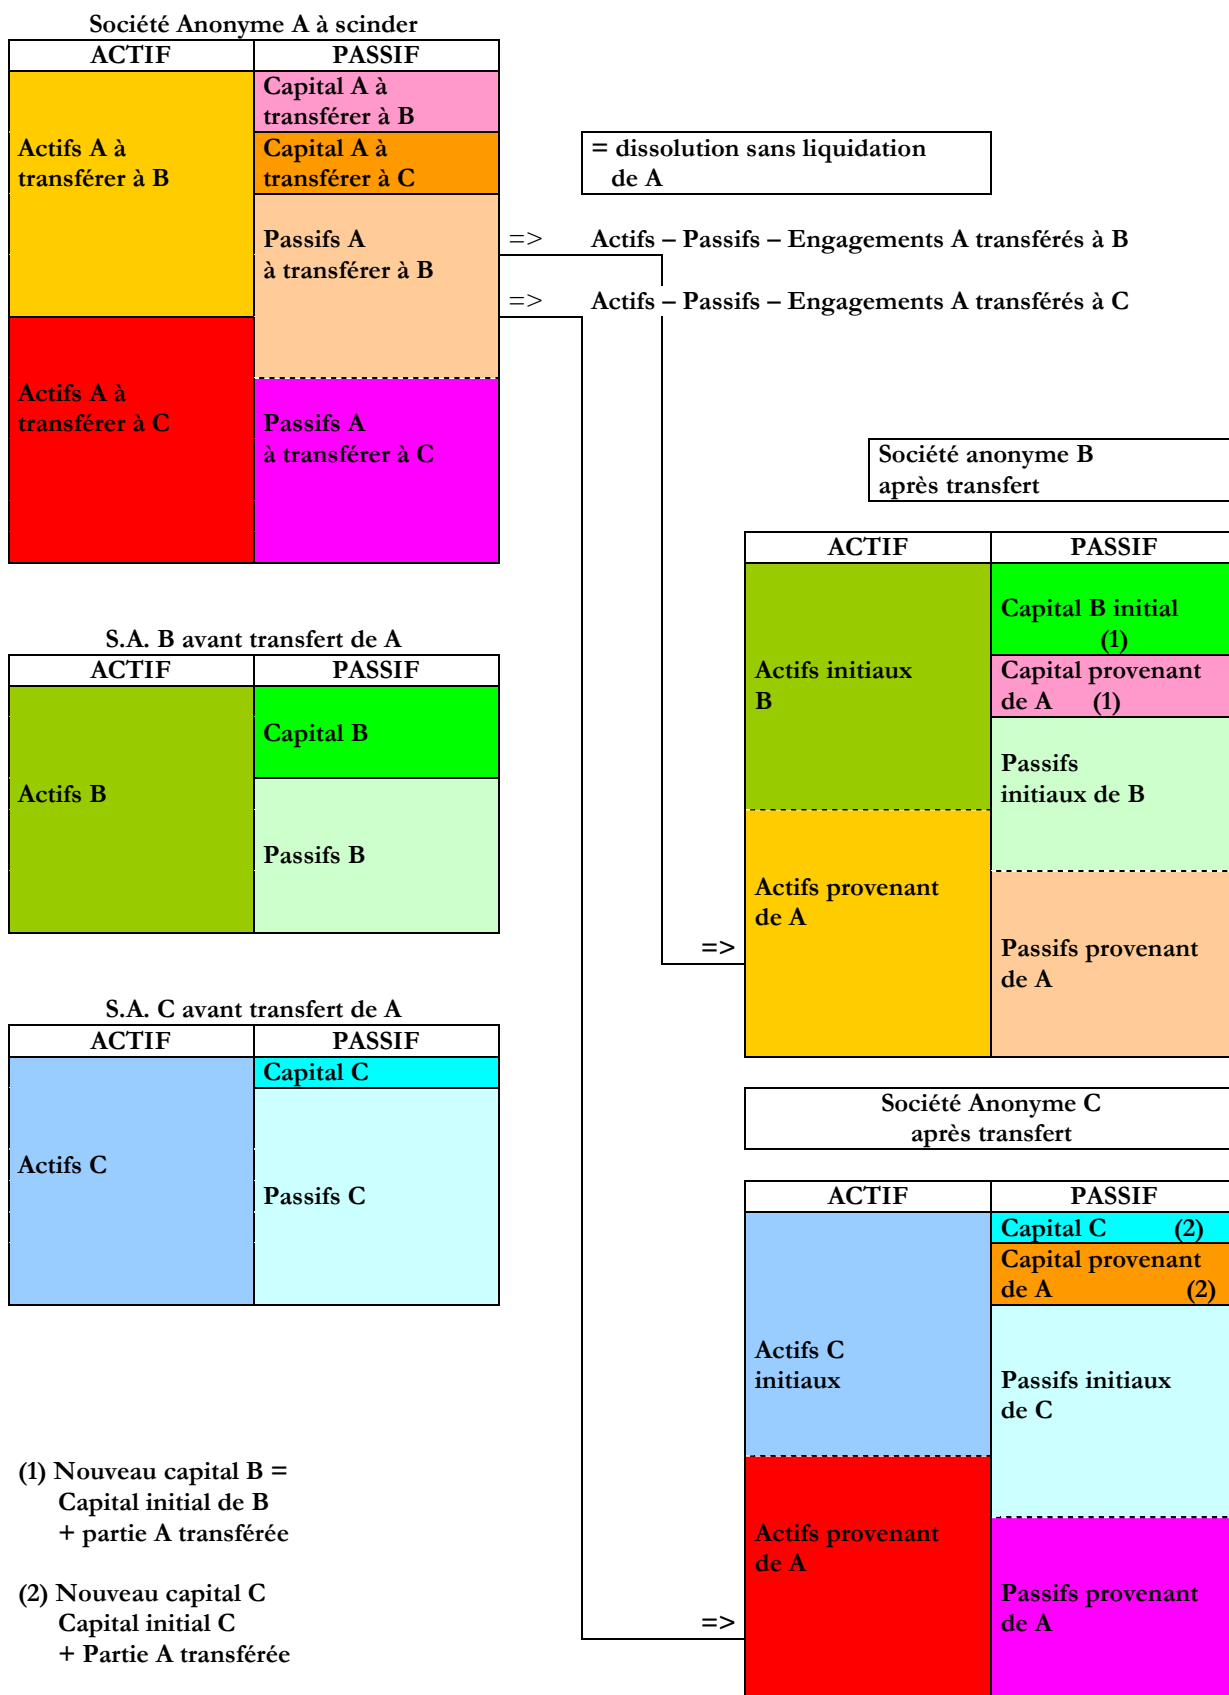 Société Anonyme A à scinder
ACTIF PASSIF
Capital A à
transférer à B
Actifs A à
transférer à B
Capital A à
transférer à C
= dissolution sans liquidation
de A
Passifs A
à transférer à B
=> Actifs – Passifs – Engagements A transférés à B
=> Actifs – Passifs – Engagements A transférés à C
Actifs A à
transférer à C
Passifs A
à transférer à C
Société anonyme B
après transfert
ACTIF PASSIF
Capital B initial
(1)
Actifs initiaux
B
Capital provenant
de A (1)
Passifs
initiaux de B
Actifs provenant
de A
=>
Passifs provenant
de A
S.A. B avant transfert de A
ACTIF PASSIF
Capital B
Actifs B
Passifs B
S.A. C avant transfert de A
ACTIF PASSIF
Capital C
Actifs C
Passifs C
Société Anonyme C
après transfert
ACTIF PASSIF
Capital C (2)
Capital provenant
de A (2)
Actifs C
initiaux
Passifs initiaux
de C
Actifs provenant
de A
Passifs provenant
de A
=>
(1) Nouveau capital B =
Capital initial de B
+ partie A transférée
(2) Nouveau capital C
Capital initial C
+ Partie A transférée